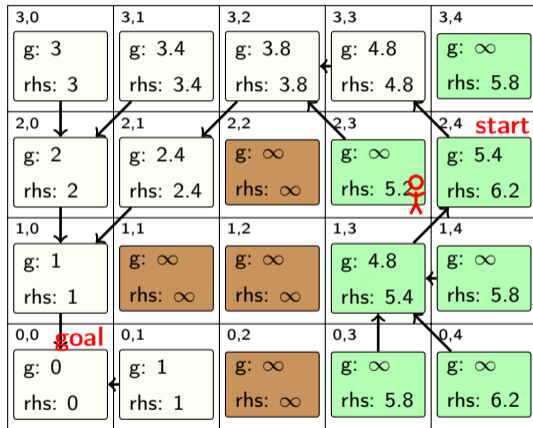 3,0 3,1 3,2 3,3 3,4
g: 3 g: 3.4 g: 3.8 g: 4.8 g: ∞
rhs: 3 rhs: 3.4 rhs: 3.8 rhs: 4.8 rhs: 5.8
2,0 2,1 2,2 2,3 2,4 start
g: 2 g: 2.4 g: ∞ g: ∞ g: 5.4
rhs: 2 rhs: 2.4 rhs: ∞ rhs: 5.2 rhs: 6.2
1,0 1,1 1,2 1,3 1,4
g: 1 g: ∞ g: ∞ g: 4.8 g: ∞
rhs: 1 rhs: ∞ rhs: ∞ rhs: 5.4 rhs: 5.8
0,0 goal 0,1 0,2 0,3 0,4
g: 0 g: 1 g: ∞ g: ∞ g: ∞
rhs: 0 rhs: 1 rhs: ∞ rhs: 5.8 rhs: 6.2